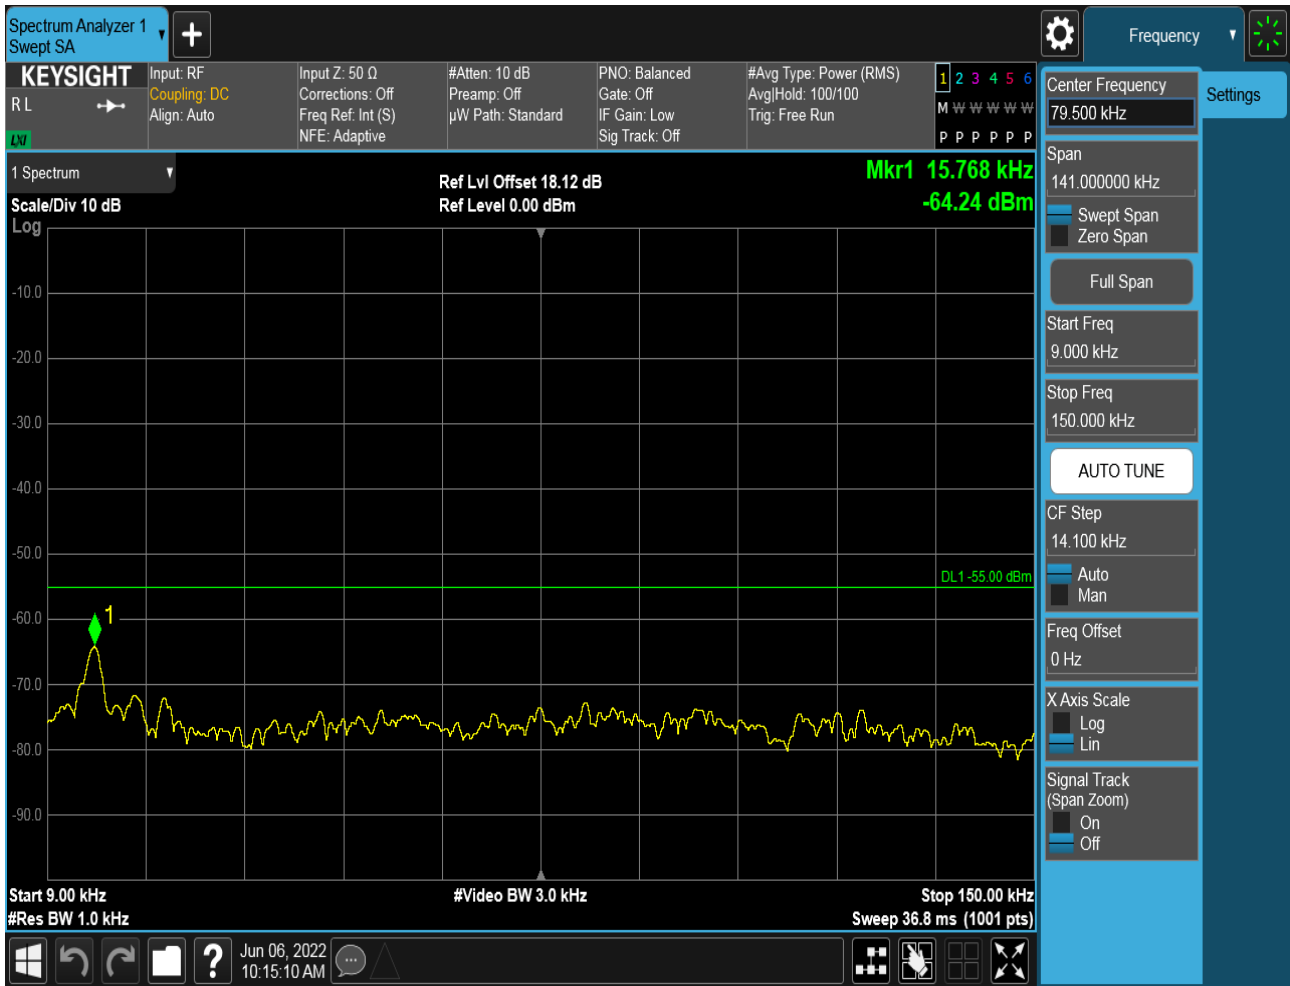 Spectrum Analyzer 1
Swept SA
+
Frequency
KEYSIGHT
R L
LXI
Input: RF
Coupling: DC
Align: Auto
Input Z: 50 Ω
Corrections: Off
Freq Ref: Int (S)
NFE: Adaptive
#Atten: 10 dB
Preamp: Off
µW Path: Standard
PNO: Balanced
Gate: Off
IF Gain: Low
Sig Track: Off
#Avg Type: Power (RMS)
Avg|Hold: 100/100
Trig: Free Run
1 2 3 4 5 6
M W W W W W
P P P P P P
1 Spectrum
Scale/Div 10 dB
Log
Ref Lvl Offset 18.12 dB
Ref Level 0.00 dBm
Mkr1 15.768 kHz
-64.24 dBm
-10.0
-20.0
-30.0
-40.0
-50.0
DL1 -55.00 dBm
1
-60.0
-70.0
-80.0
-90.0
Start 9.00 kHz
#Res BW 1.0 kHz
#Video BW 3.0 kHz
Stop 150.00 kHz
Sweep 36.8 ms (1001 pts)
?
Jun 06, 2022
10:15:10 AM
Center Frequency
79.500 kHz
Settings
Span
141.000000 kHz
Swept Span
Zero Span
Full Span
Start Freq
9.000 kHz
Stop Freq
150.000 kHz
AUTO TUNE
CF Step
14.100 kHz
Auto
Man
Freq Offset
0 Hz
X Axis Scale
Log
Lin
Signal Track
(Span Zoom)
On
Off